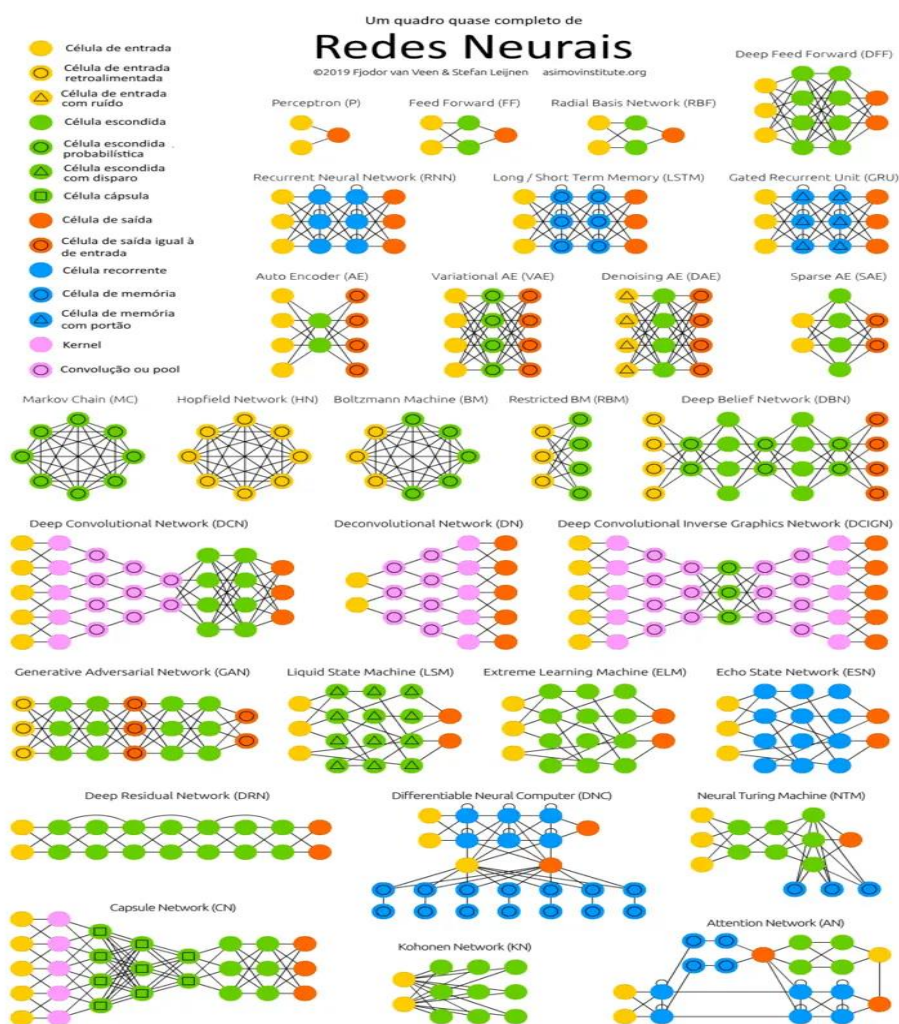 Um quadro quase completo de
Redes Neurais
©2019 Fjodor van Veen & Stefan Leijnen asimovinstitute.org
Célula de entrada
Célula de entrada
retroalimentada
Célula de entrada
com ruído
Célula escondida
Célula escondida
probabilística
Célula escondida
com disparo
Célula cápsula
Célula de saída
Célula de saída igual à
de entrada
Célula recorrente
Célula de memória
Célula de memória
com portão
Kernel
Convolução ou pool
Deep Feed Forward (DFF)
Perceptron (P)
Feed Forward (FF)
Radial Basis Network (RBF)
Recurrent Neural Network (RNN)
Long / Short Term Memory (LSTM)
Gated Recurrent Unit (GRU)
Auto Encoder (AE)
Variational AE (VAE)
Denoising AE (DAE)
Sparse AE (SAE)
Markov Chain (MC)
Hopfield Network (HN)
Boltzmann Machine (BM)
Restricted BM (RBM)
Deep Belief Network (DBN)
Deep Convolutional Network (DCN)
Deconvolutional Network (DN)
Deep Convolutional Inverse Graphics Network (DCIGN)
Generative Adversarial Network (GAN)
Liquid State Machine (LSM)
Extreme Learning Machine (ELM)
Echo State Network (ESN)
Deep Residual Network (DRN)
Differentiable Neural Computer (DNC)
Neural Turing Machine (NTM)
Capsule Network (CN)
Kohonen Network (KN)
Attention Network (AN)